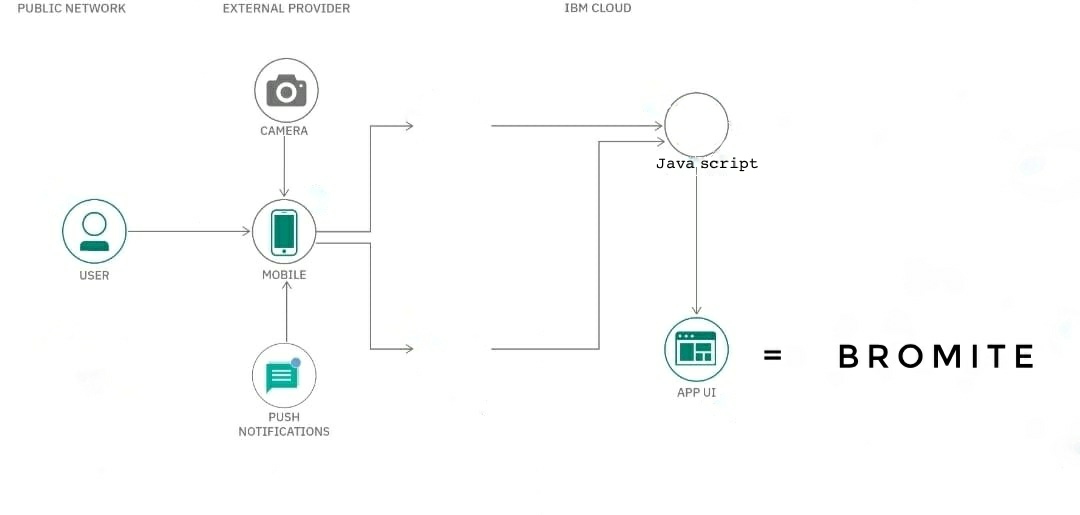 PUBLIC NETWORK
EXTERNAL PROVIDER
IBM CLOUD
CAMERA
Java script
USER
MOBILE
= BROMITE
APP UI
PUSH
NOTIFICATIONS